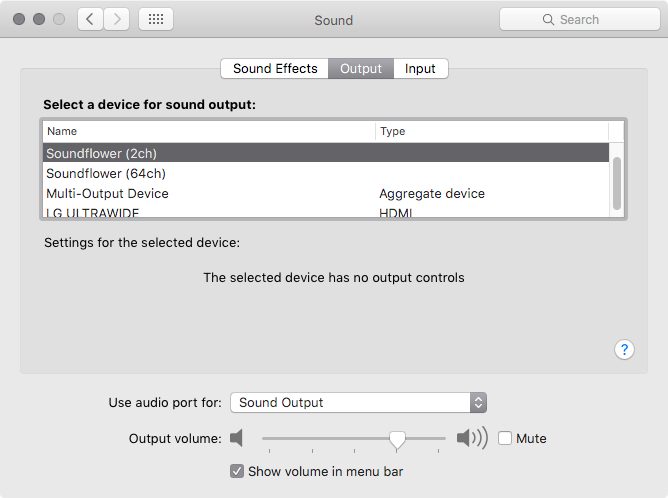 Sound
Search
Sound Effects Output Input
Select a device for sound output:
Name Type
Soundflower (2ch)
Soundflower (64ch)
Multi-Output Device Aggregate device
LG ULTRAWIDE HDMI
Settings for the selected device:
The selected device has no output controls
?
Use audio port for: Sound Output
Output volume: Mute
Show volume in menu bar